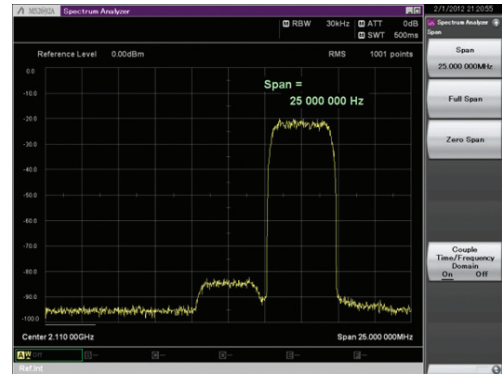 MS2692A Spectrum Analyzer
2/1/2012 21:20:55
RBW 30kHz ATT 0dB
SWT 500ms
Reference Level 0.00dBm RMS 1001 points
Spectrum Analyzer
Span
Span
25.000 000MHz
Full Span
Zero Span
Couple
Time/Frequency
Domain
On Off
Span =
25 000 000 Hz
0.0
-10.0
-20.0
-30.0
-40.0
-50.0
-60.0
-70.0
-80.0
-90.0
-100.0
Center 2.110 00GHz Span 25.000 000MHz
Ref.Int